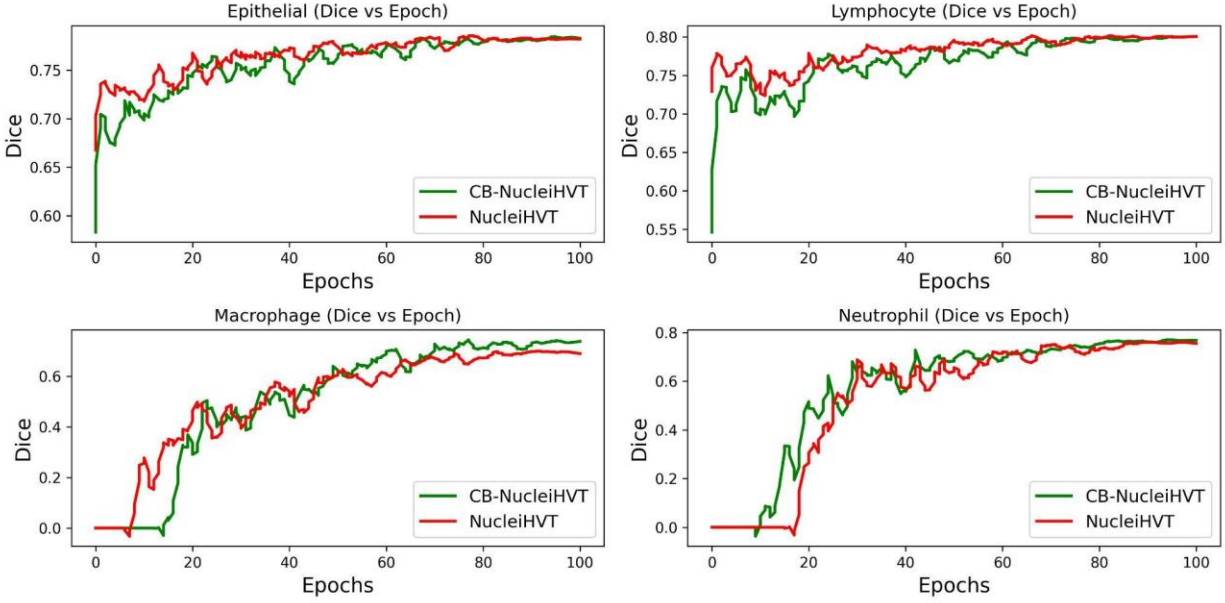 Epithelial (Dice vs Epoch)
Dice
0.75
0.70
0.65
0.60
CB-NucleiHVT
NucleiHVT
0 20 40 60 80 100
Epochs
Lymphocyte (Dice vs Epoch)
Dice
0.80
0.75
0.70
0.65
0.60
0.55
CB-NucleiHVT
NucleiHVT
0 20 40 60 80 100
Epochs
Macrophage (Dice vs Epoch)
Dice
0.6
0.4
0.2
0.0
CB-NucleiHVT
NucleiHVT
0 20 40 60 80 100
Epochs
Neutrophil (Dice vs Epoch)
Dice
0.8
0.6
0.4
0.2
0.0
CB-NucleiHVT
NucleiHVT
0 20 40 60 80 100
Epochs